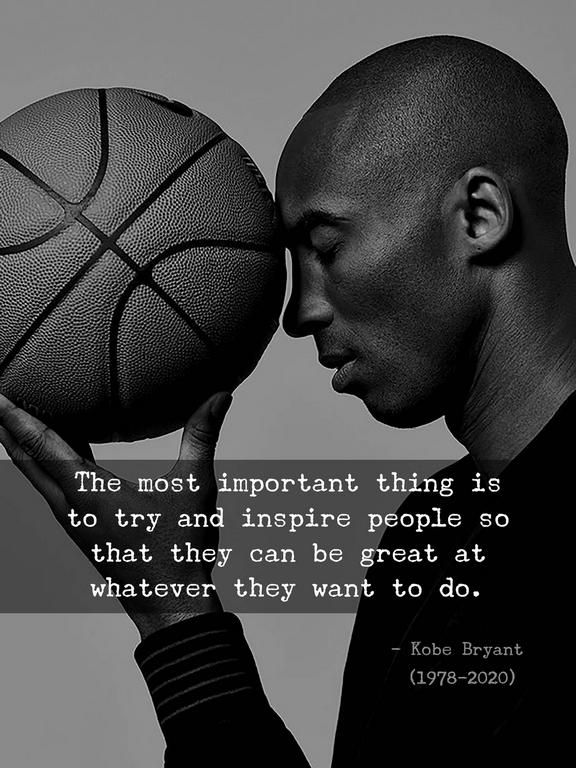 The most important thing is
to try and inspire people so
that they can be great at
whatever they want to do.
– Kobe Bryant
(1978-2020)